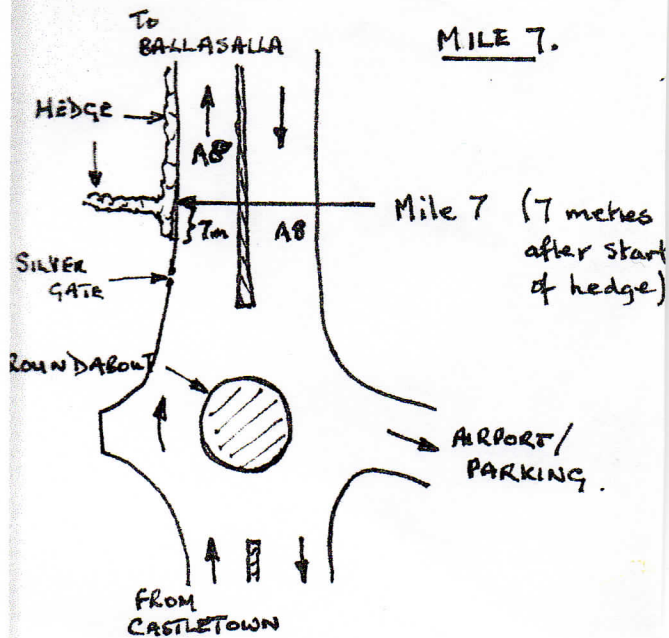 To
BALLASALLA
MILE 7.
HEDGE
A8
Mile 7 (7 metres
after start
of hedge)
}7m
A8
SILVER
GATE
ROUNDABOUT
AIRPORT/
PARKING.
FROM
CASTLETOWN